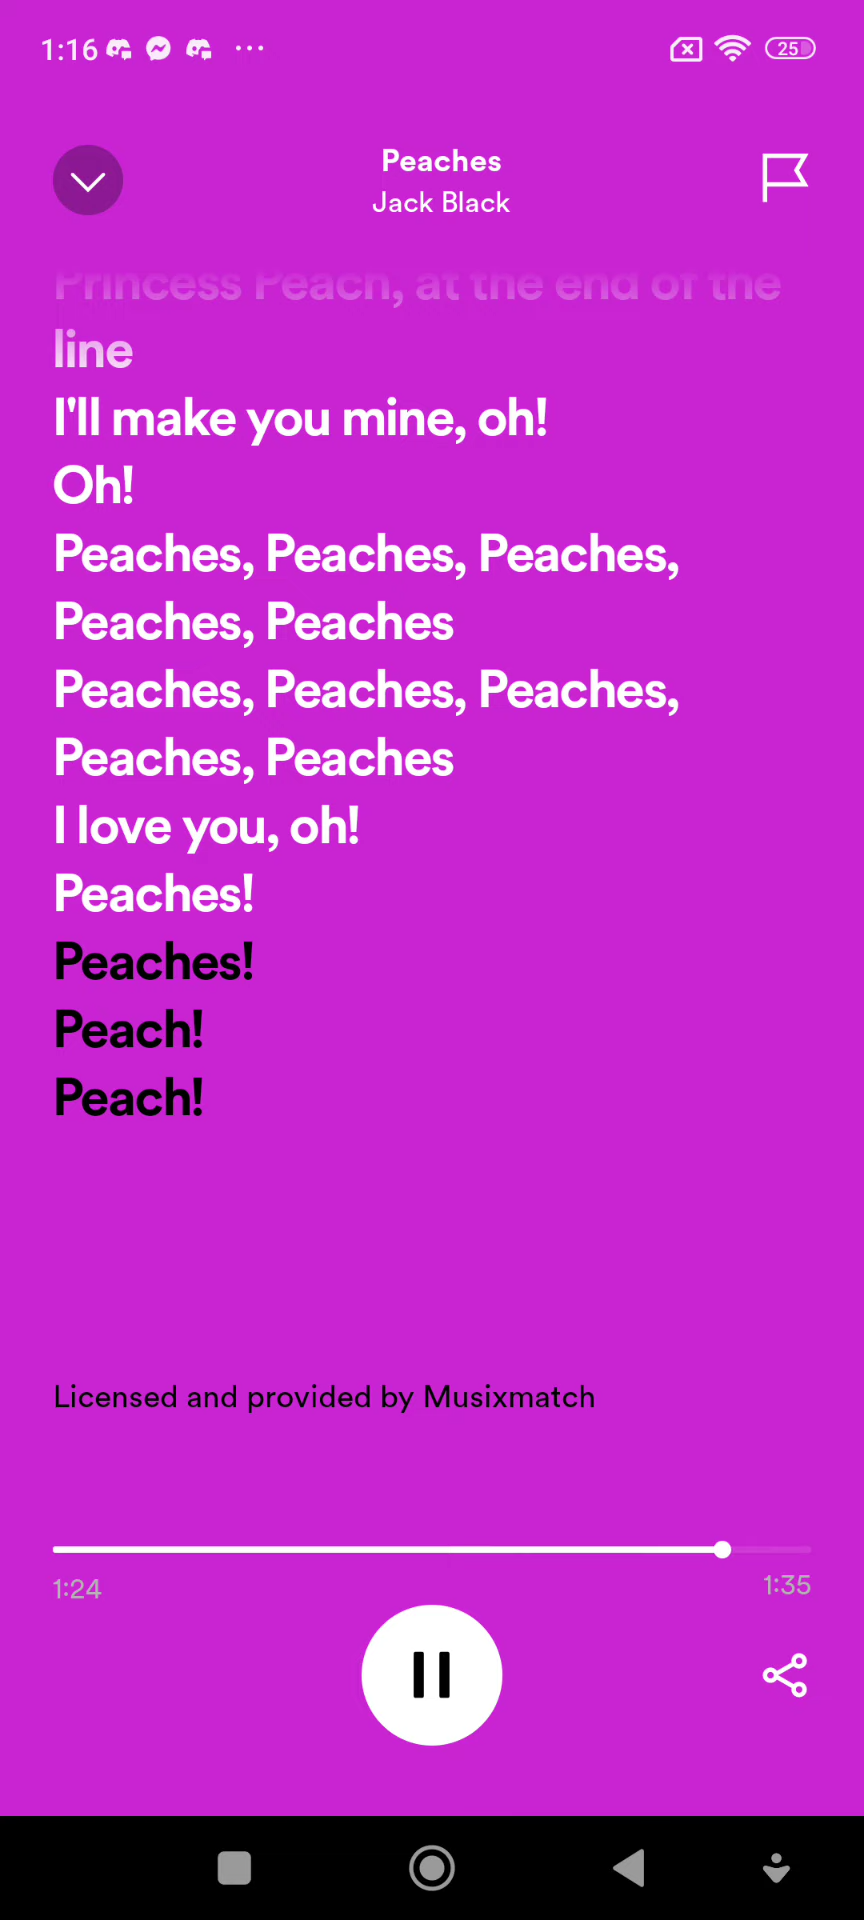 1:16
25
Peaches
Jack Black
Princess Peach, at the end of the
line
I'll make you mine, oh!
Oh!
Peaches, Peaches, Peaches,
Peaches, Peaches
Peaches, Peaches, Peaches,
Peaches, Peaches
I love you, oh!
Peaches!
Peaches!
Peach!
Peach!
Licensed and provided by Musixmatch
1:24
1:35